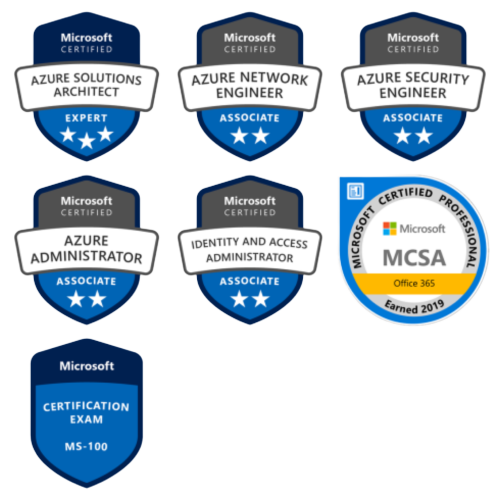 Microsoft
CERTIFIED
AZURE SOLUTIONS
ARCHITECT
EXPERT
Microsoft
CERTIFIED
AZURE NETWORK
ENGINEER
ASSOCIATE
Microsoft
CERTIFIED
AZURE SECURITY
ENGINEER
ASSOCIATE
Microsoft
CERTIFIED
AZURE
ADMINISTRATOR
ASSOCIATE
Microsoft
CERTIFIED
IDENTITY AND ACCESS
ADMINISTRATOR
ASSOCIATE
MICROSOFT CERTIFIED PROFESSIONAL
Microsoft
MCSA
Office 365
Earned 2019
Microsoft
CERTIFICATION
EXAM
MS-100